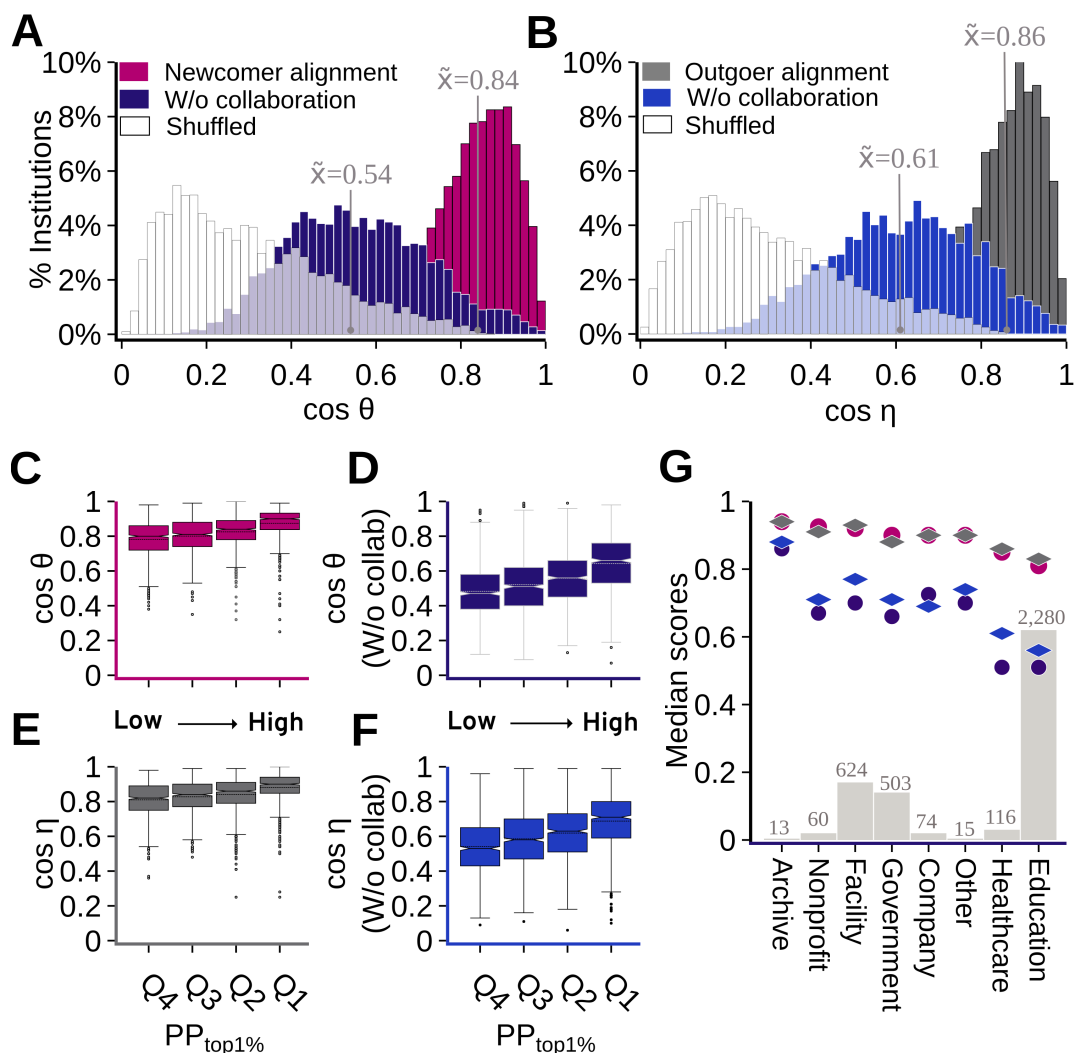 A
10%
8%
6%
4%
2%
0%
% Institutions
Newcomer alignment
W/o collaboration
Shuffled
x̃=0.84
x̃=0.54
0 0.2 0.4 0.6 0.8 1
cos θ
B
10%
8%
6%
4%
2%
0%
Outgoer alignment
W/o collaboration
Shuffled
x̃=0.86
x̃=0.61
0 0.2 0.4 0.6 0.8 1
cos η
C
1
0.8
0.6
0.4
0.2
0
cos θ
D
1
0.8
0.6
0.4
0.2
0
cos θ
(W/o collab)
Low → High
Low → High
E
1
0.8
0.6
0.4
0.2
0
cos η
Q4 Q3 Q2 Q1
PPtop1%
F
1
0.8
0.6
0.4
0.2
0
cos η
(W/o collab)
Q4 Q3 Q2 Q1
PPtop1%
G
1
0.8
0.6
0.4
0.2
0
Median scores
13 60 624 503 74 15 116 2,280
Archive
Nonprofit
Facility
Government
Company
Other
Healthcare
Education